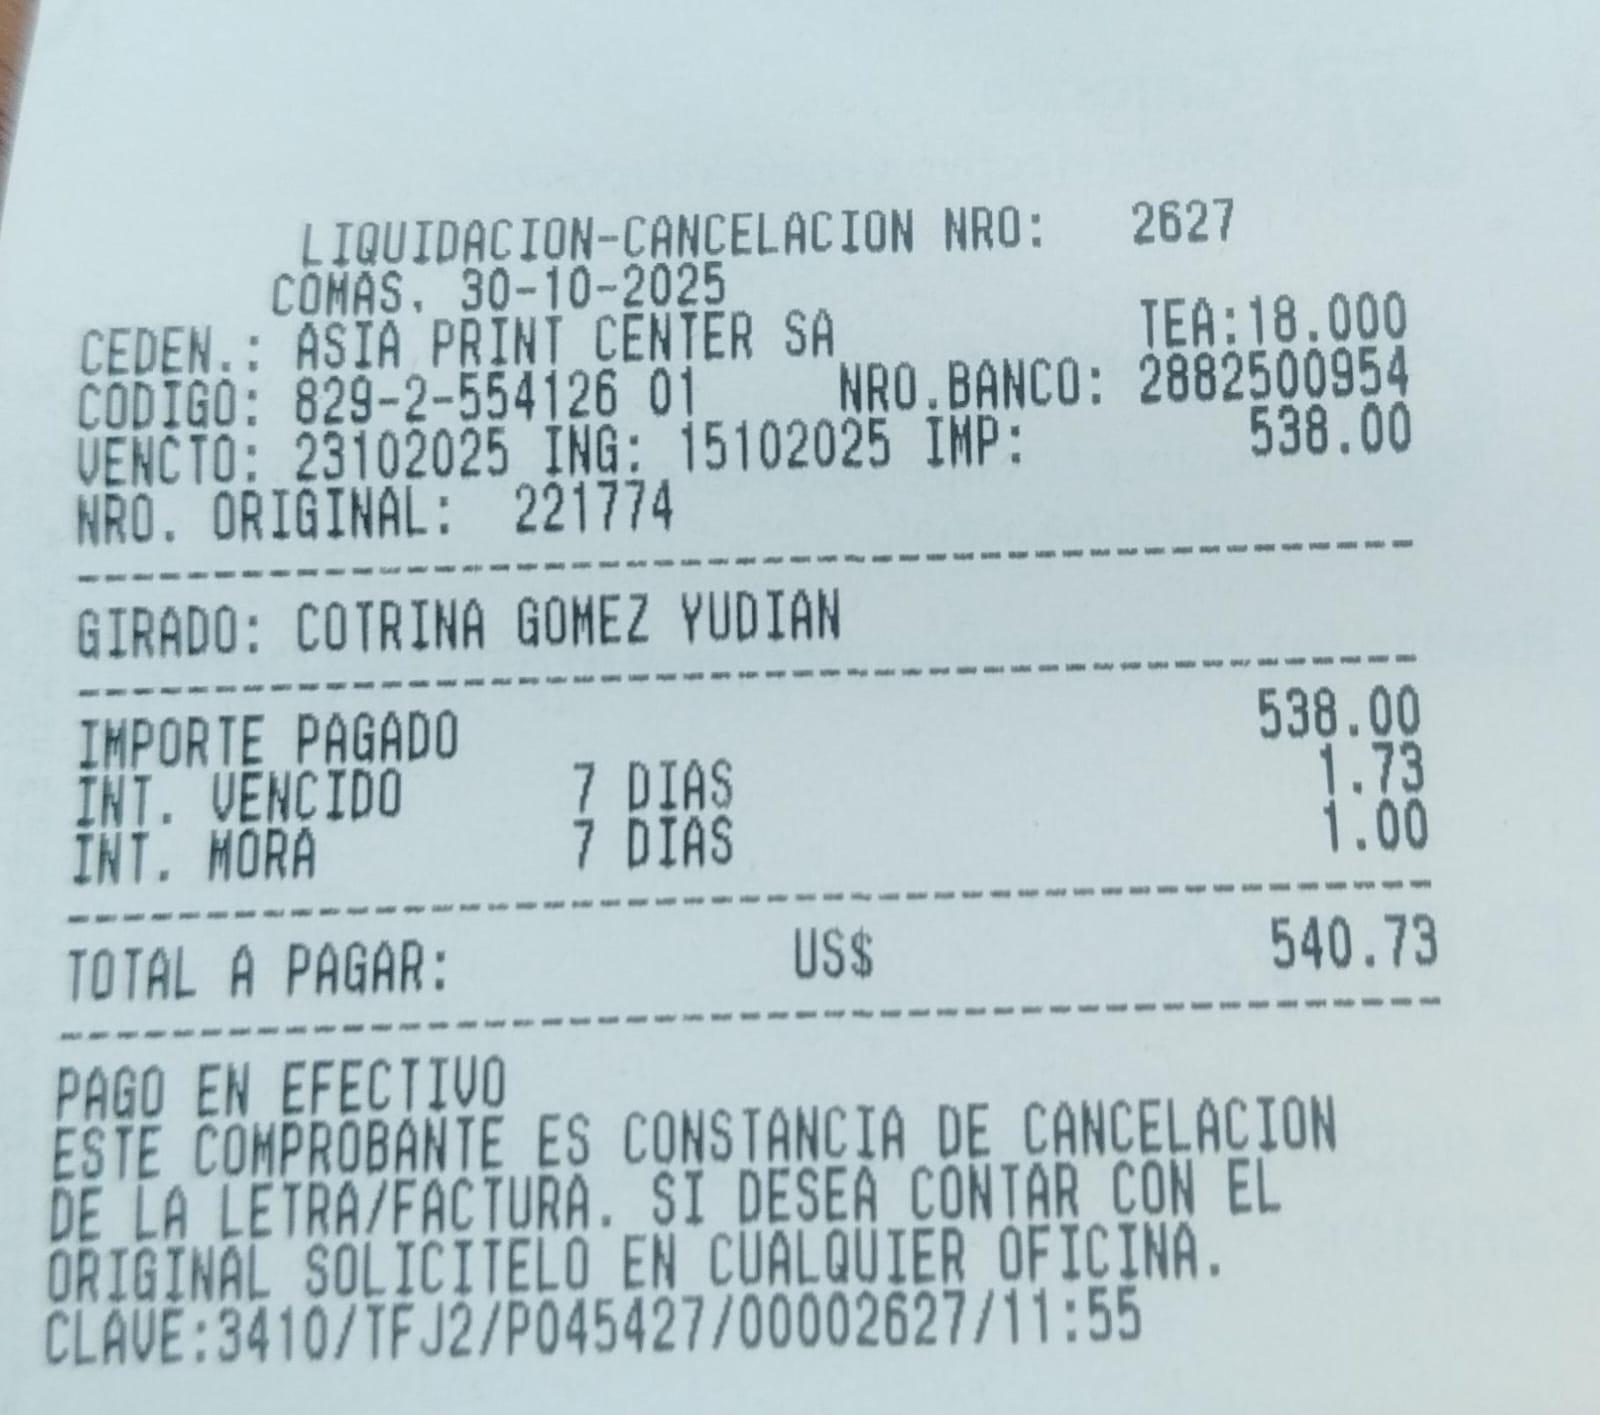 LIQUIDACION-CANCELACION NRO: 2627
COMAS. 30-10-2025
CEDEN.: ASIA PRINT CENTER SA TEA:18.000
CODIGO: 829-2-554126 01 NRO.BANCO: 2882500954
VENCTO: 23102025 ING: 15102025 IMP: 538.00
NRO. ORIGINAL: 221774
GIRADO: COTRINA GOMEZ YUDIAN
IMPORTE PAGADO 538.00
INT. VENCIDO 7 DIAS 1.73
INT. MORA 7 DIAS 1.00
TOTAL A PAGAR: US$ 540.73
PAGO EN EFECTIVO
ESTE COMPROBANTE ES CONSTANCIA DE CANCELACION
DE LA LETRA/FACTURA. SI DESEA CONTAR CON EL
ORIGINAL SOLICITELO EN CUALQUIER OFICINA.
CLAVE:3410/TFJ2/P045427/00002627/11:55